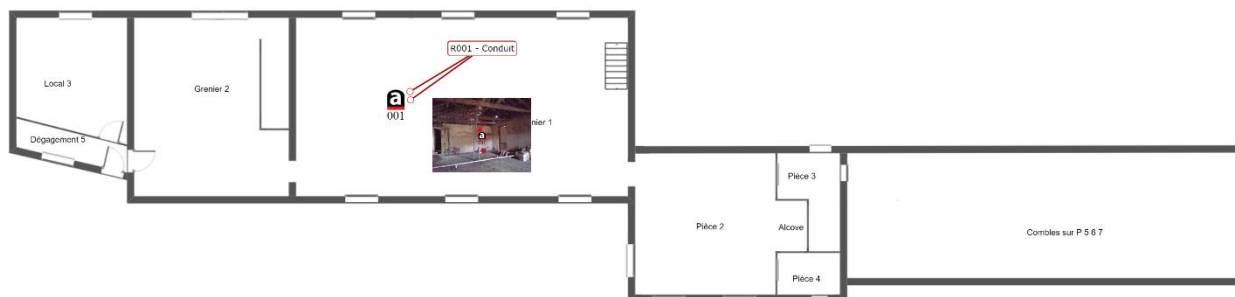 R001 - Conduit
Local 3
Grenier 2
a
001
nier 1
a
Dégagement 5
Pièce 3
Pièce 2
Alcove
Combles sur P 5 6 7
Pièce 4